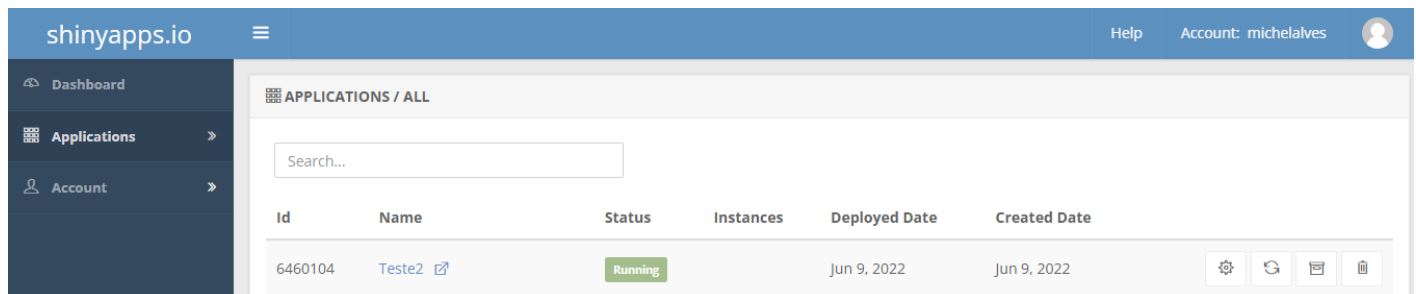 shinyapps.io Help Account: michelalves
Dashboard
APPLICATIONS / ALL
Applications
Search...
Account
Id Name Status Instances Deployed Date Created Date
6460104 Teste2 Running Jun 9, 2022 Jun 9, 2022